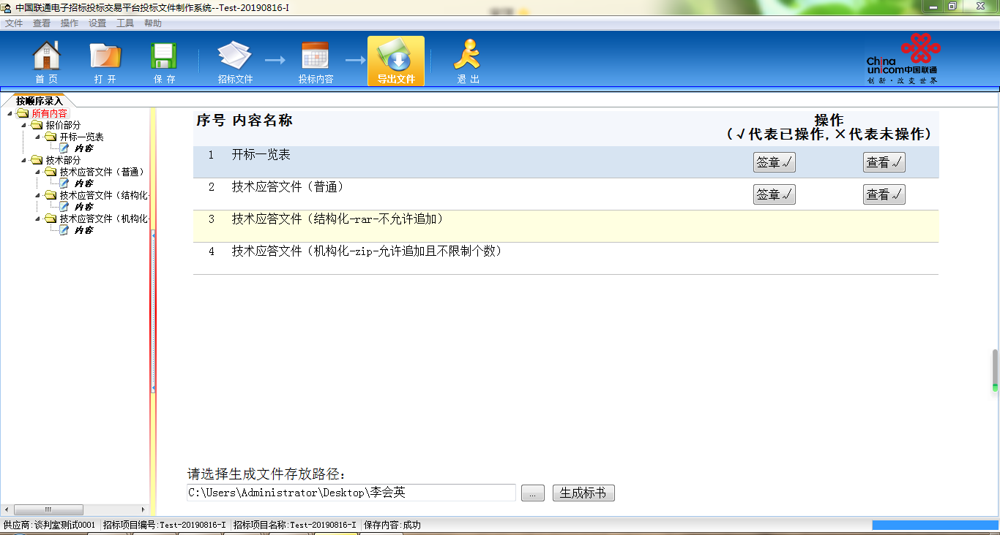 中国联通电子招标投标交易平台投标文件制作系统--Test-20190816-I
文件 查看 操作 设置 工具 帮助
首 页 打 开 保 存 招标文件 投标内容 导出文件 退 出
China
unicom中国联通
创新·改变世界
按顺序录入
所有内容
报价部分
开标一览表
内容
技术部分
技术应答文件（普通）
内容
技术应答文件（结构化-
内容
技术应答文件（机构化-
内容
序号 内容名称 操作
（√代表已操作,×代表未操作）
1 开标一览表 签章√ 查看√
2 技术应答文件（普通） 签章√ 查看√
3 技术应答文件（结构化-rar-不允许追加）
4 技术应答文件（机构化-zip-允许追加且不限制个数）
请选择生成文件存放路径：
C:\Users\Administrator\Desktop\李会英 ... 生成标书
供应商:谈判室测试0001 招标项目编号:Test-20190816-I 招标项目名称:Test-20190816-I 保存内容:成功